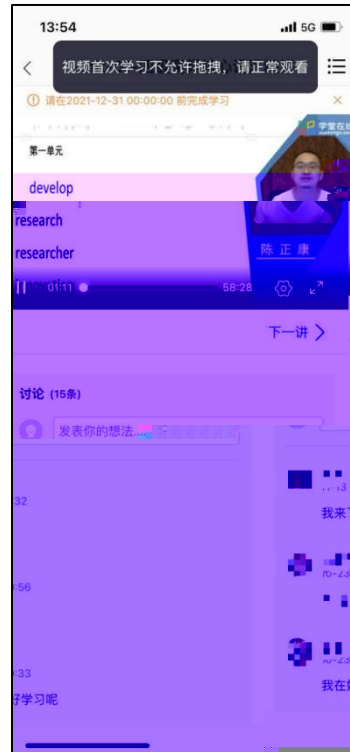 13:54
5G
视频首次学习不允许拖拽，请正常观看
请在2021-12-31 00:00:00 前完成学习
学堂在线
第一单元
develop
research
researcher
陈正康
01:11
58:28
下一讲
讨论 (15条)
发表你的想法...
:32
我来
:56
:33
好学习呢
我在